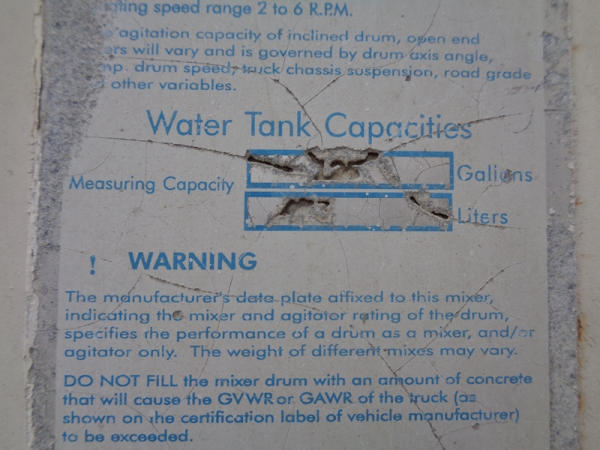 speed range 2 to 6 R.P.M.
agitation capacity of inclined drum, open end
will vary and is governed by drum axis angle,
drum speed, truck chassis suspension, road grade
other variables.
Water Tank Capacities
Measuring Capacity
Gallons
Liters
! WARNING
The manufacturer's data plate affixed to this mixer,
indicating the mixer and agitator rating of the drum,
specifies the performance of a drum as a mixer, and/or
agitator only. The weight of different mixes may vary.
DO NOT FILL the mixer drum with an amount of concrete
that will cause the GVWR or GAWR of the truck (as
shown on the certification label of vehicle manufacturer)
to be exceeded.